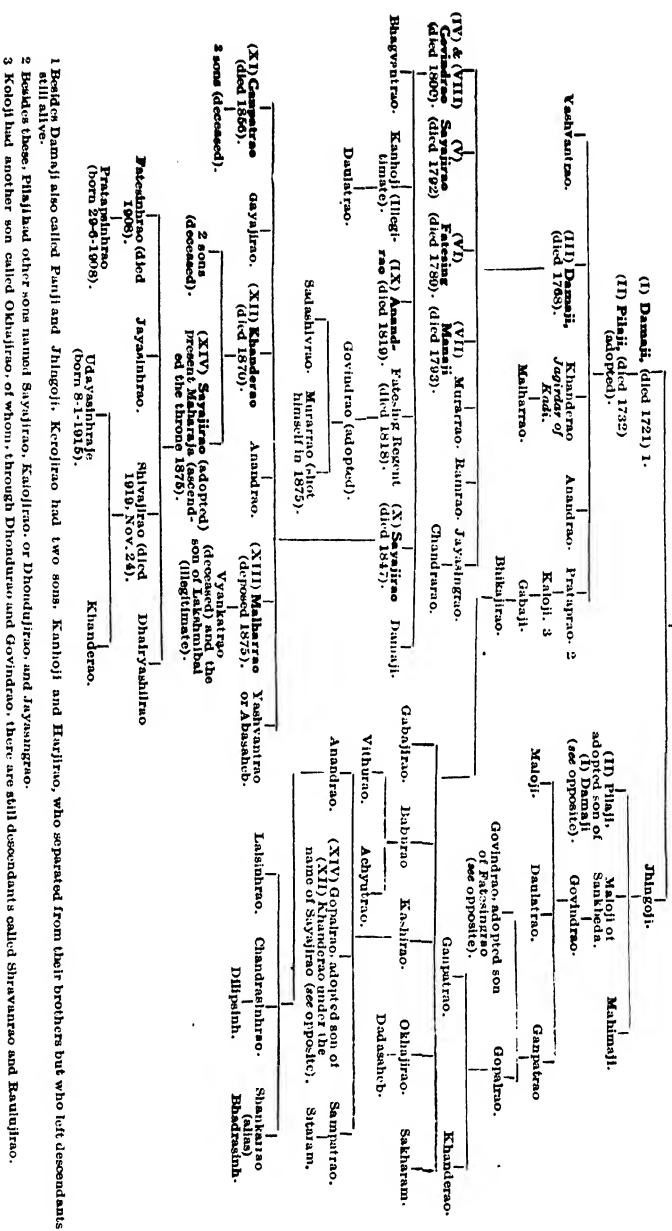 (I) Damaji, (died 1721) 1.
(II) Pilaji, (died 1732)
(adopted).
Yashvantrao.
(III) Damaji,
(died 1768).
Khanderao
Jagirdar of
Kadi.
Malharrao.
Anandrao.
Prataprao. 2
Kaloji. 3
Gabaji.
Bhikajirao.
(IV) & (VIII)
Govindrao
(died 1800).
(V)
Sayajirao
(died 1792)
(VI)
Fatesing
(died 1789).
(VII)
Manaji
(died 1793).
Murarrao.
Ramrao.
Jayasingrao.
Chandrarao.
Bhagvantrao.
Kanhoji (Illegi-
timate).
Daulatrao.
(IX) Anand-
rao (died 1819).
Fatesing Regent
(died 1818).
Govindrao (adopted).
Sadashivrao.
Murarrao (shot
himself in 1875).
(X) Sayajirao
(died 1847).
Damaji.
(XI) Ganpatrao
(died 1856).
2 sons (deceased).
Gayajirao.
(XII) Khanderao
(died 1870).
2 sons
(deceased).
(XIV) Sayajirao (adopted)
present Maharaja (ascend-
ed the throne 1875).
Anandrao.
(XIII) Malharrao
(deposed 1875).
Vyankatrao
(deceased) and the
son of Lakshmibai
(illegitimate).
Yashvantrao
or Abasaheb.
Fatesinhrao (died
1908).
Pratapsinhrao
(born 29-6-1908).
Jayasinhrao.
Udayasinhraje
(born 8-1-1915).
Shivajirao (died
1919, Nov. 24).
Khanderao.
Dhairyashilrao
Jhingoji.
(II) Pilaji,
adopted son of
(I) Damaji
(see opposite).
Maloji of
Sankheda.
Govindrao.
Mahimaji.
Maloji.
Daulatrao.
Ganpatrao
Govindrao, adopted son
of Fatesingrao
(see opposite).
Gopalrao.
Ganpatrao.
Khanderao.
Gabajirao.
Baburao
Kashirao.
Okhajirao.
Dadasaheb.
Sakharam.
Vithurao.
Achyutrao.
Anandrao.
(XIV) Gopalrao, adopted son of
(XII) Khanderao under the
name of Sayajirao (see opposite).
Sampatrao.
Sitaram.
Lalsinhrao.
Chandrasinhrao.
Dilipsinh.
Shankarrao
(alias)
Bhadrasinh.
1 Besides Damaji also called Panji and Jhingoji, Kerojirao had two sons, Kanhoji and Harjirao, who separated from their brothers but who left descendants
still alive.
2 Besides these, Pilaji had other sons named Sayajirao, Kalojirao, or Dhondujirao, and Jayasingrao.
3 Koloji had another son called Okhujirao, of whom, through Dhondurao and Govindrao, there are still descendants called Shravanrao and Raulujirao.